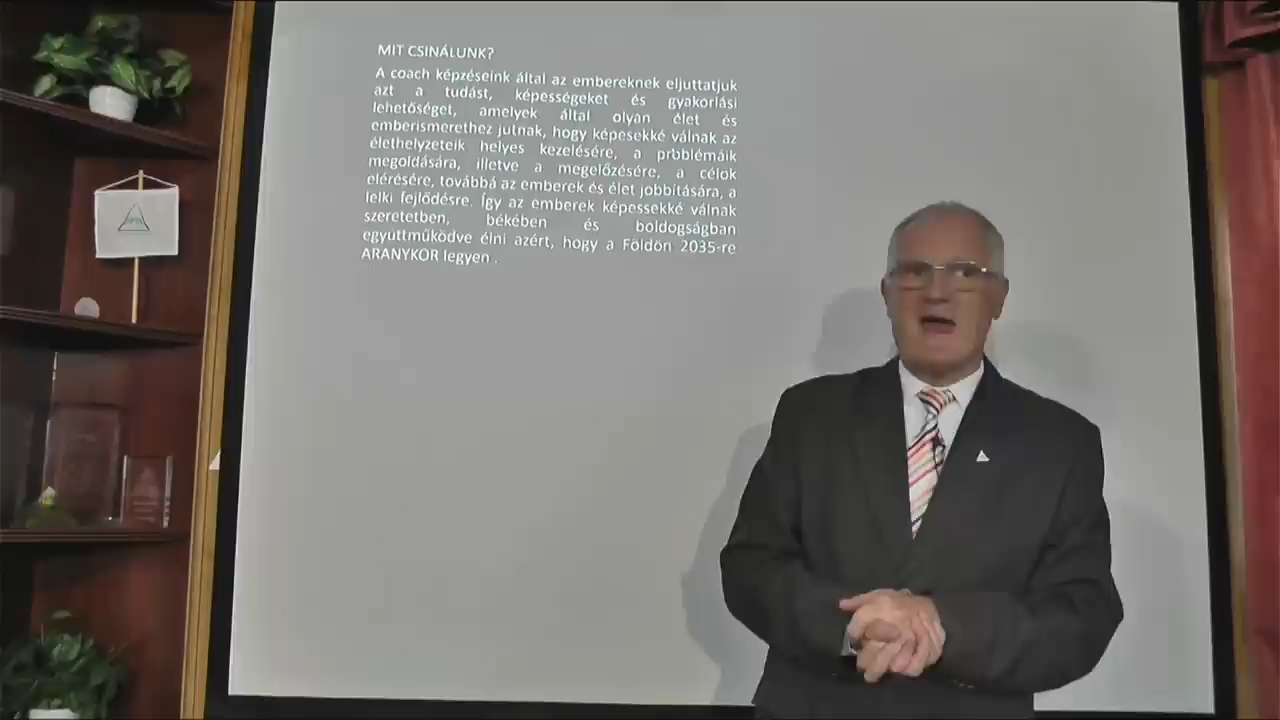 MIT CSINÁLUNK?
A coach képzéseink által az embereknek eljuttatjuk
azt a tudást, képességeket és gyakorlási
lehetőséget, amelyek által olyan élet és
emberismerethez jutnak, hogy képesekké válnak az
élethelyzeteik helyes kezelésére, a problémáik
megoldására, illetve a megelőzésére, a célok
elérésére, továbbá az emberek és élet jobbítására, a
lelki fejlődésre. Így az emberek képessekké válnak
szeretetben, békében és boldogságban
együttműködve élni azért, hogy a Földön 2035-re
ARANYKOR legyen .